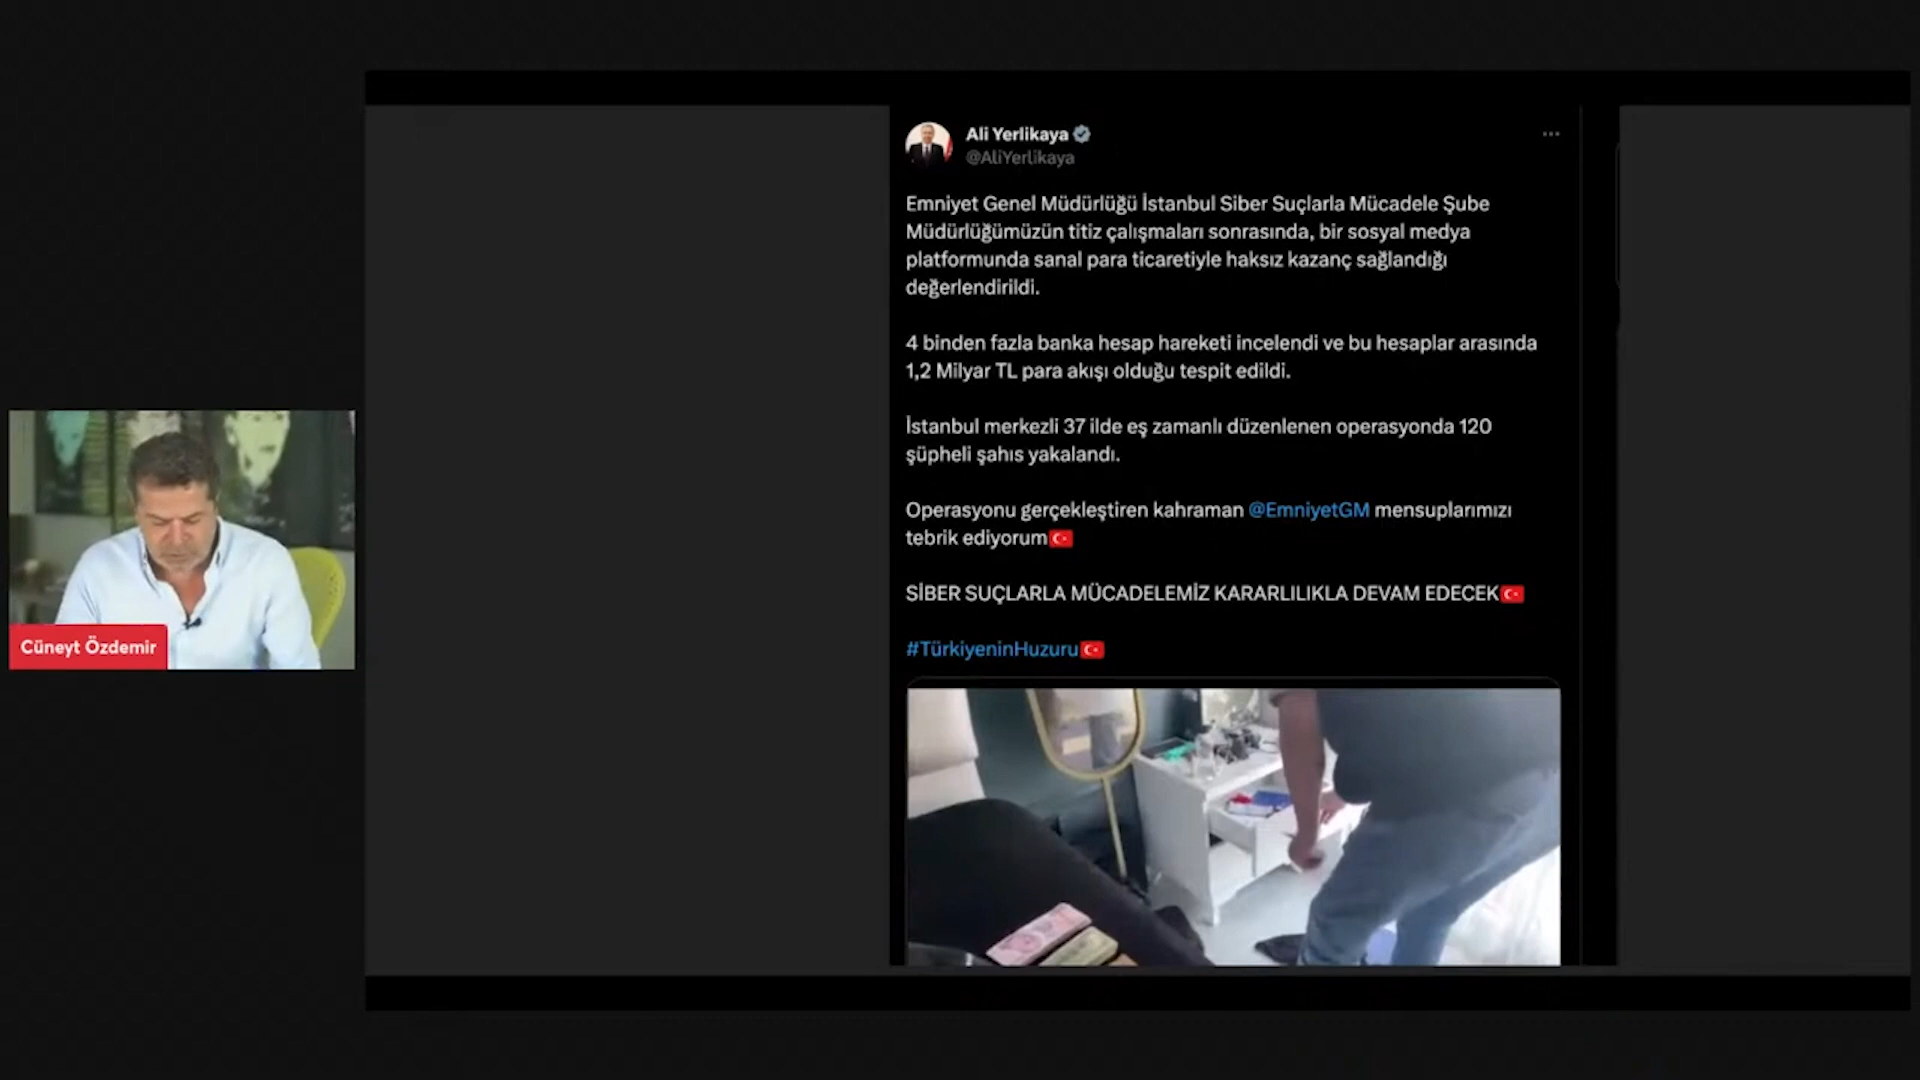 Ali Yerlikaya
@AliYerlikaya
Emniyet Genel Müdürlüğü İstanbul Siber Suçlarla Mücadele Şube
Müdürlüğümüzün titiz çalışmaları sonrasında, bir sosyal medya
platformunda sanal para ticaretiyle haksız kazanç sağlandığı
değerlendirildi.
4 binden fazla banka hesap hareketi incelendi ve bu hesaplar arasında
1,2 Milyar TL para akışı olduğu tespit edildi.
İstanbul merkezli 37 ilde eş zamanlı düzenlenen operasyonda 120
şüpheli şahıs yakalandı.
Operasyonu gerçekleştiren kahraman @EmniyetGM mensuplarımızı
tebrik ediyorum🇹🇷
SİBER SUÇLARLA MÜCADELEMİZ KARARLILIKLA DEVAM EDECEK🇹🇷
#TürkiyeninHuzuru🇹🇷
Cüneyt Özdemir